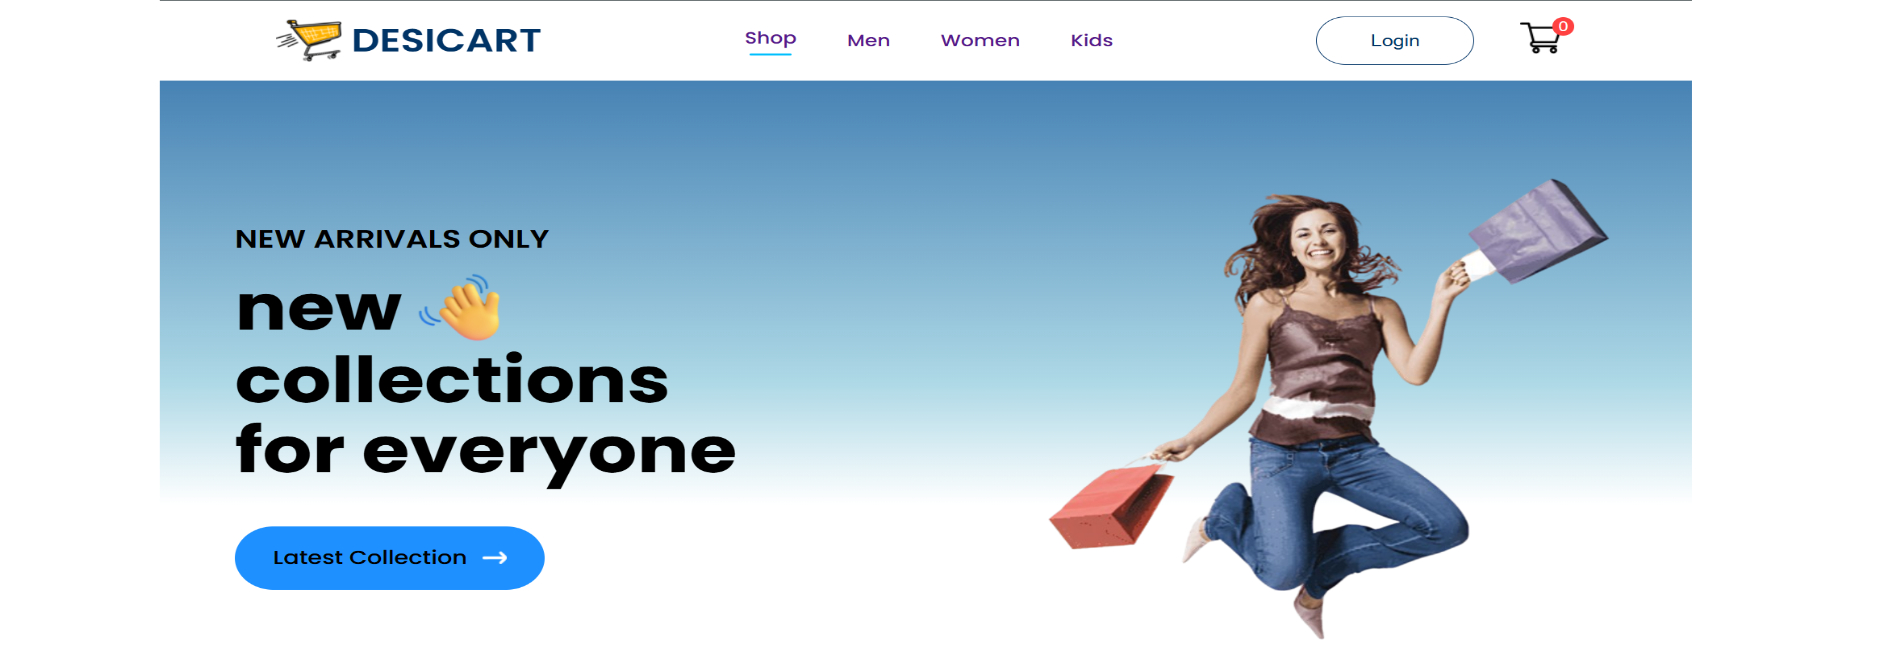 DESICART
Shop Men Women Kids
Login
0
NEW ARRIVALS ONLY
new
collections
for everyone
Latest Collection